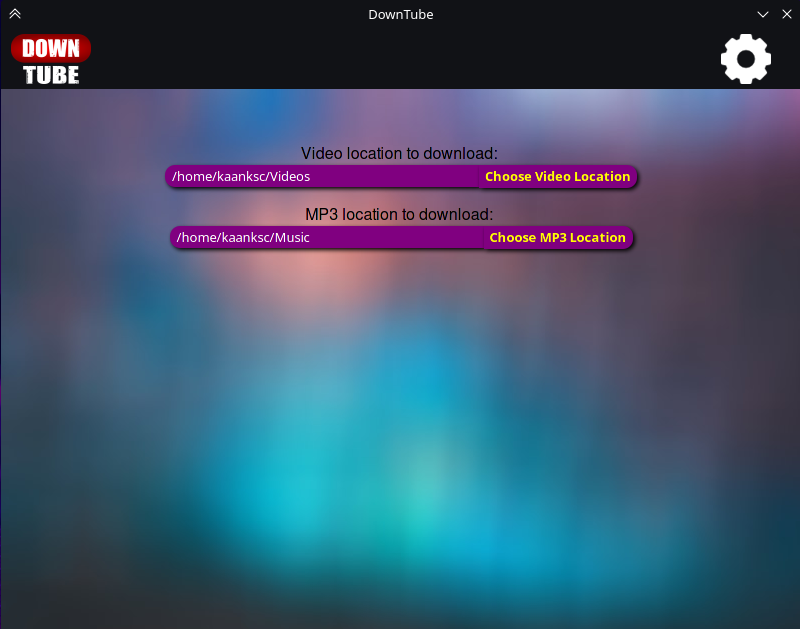 DownTube
DOWN
TUBE
Video location to download:
/home/kaanksc/Videos Choose Video Location
MP3 location to download:
/home/kaanksc/Music Choose MP3 Location